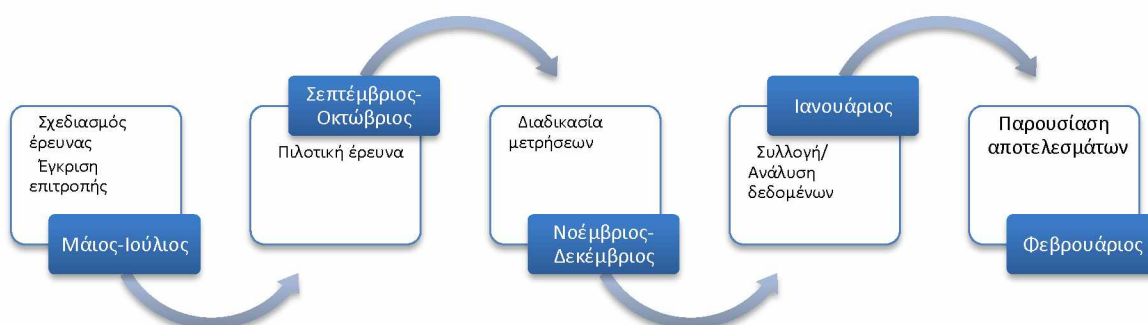 Σχεδιασμός
έρευνας
Έγκριση
επιτροπής
Μάιος-Ιούλιος
Σεπτέμβριος-
Οκτώβριος
Πιλοτική έρευνα
Διαδικασία
μετρήσεων
Νοέμβριος-
Δεκέμβριος
Ιανουάριος
Συλλογή/
Ανάλυση
δεδομένων
Παρουσίαση
αποτελεσμάτων
Φεβρουάριος